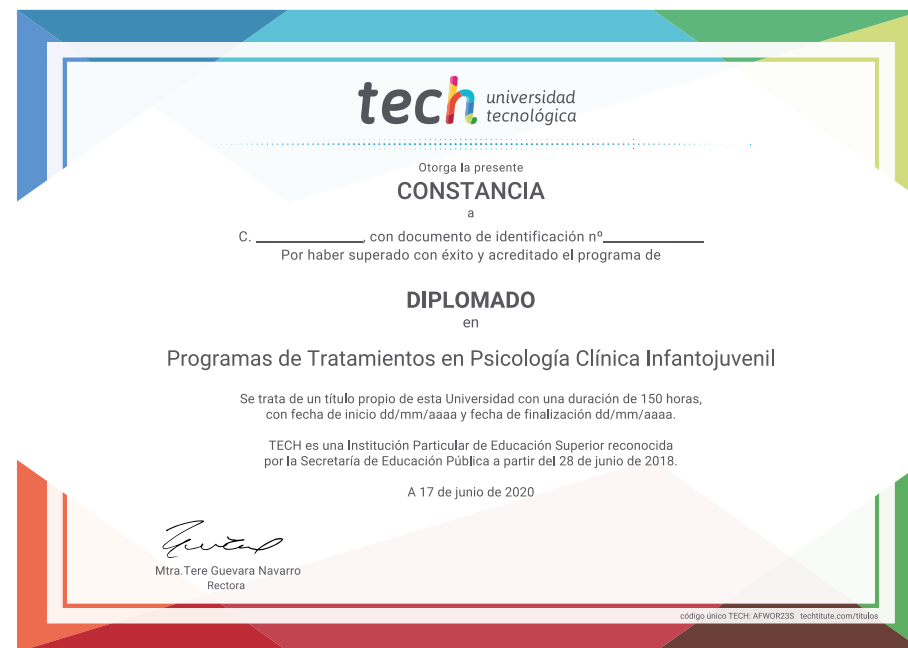 tech universidad
tecnológica
Otorga la presente
CONSTANCIA
a
C. ____________, con documento de identificación nº____________
Por haber superado con éxito y acreditado el programa de
DIPLOMADO
en
Programas de Tratamientos en Psicología Clínica Infantojuvenil
Se trata de un título propio de esta Universidad con una duración de 150 horas,
con fecha de inicio dd/mm/aaaa y fecha de finalización dd/mm/aaaa.
TECH es una Institución Particular de Educación Superior reconocida
por la Secretaría de Educación Pública a partir del 28 de junio de 2018.
A 17 de junio de 2020
Mtra.Tere Guevara Navarro
Rectora
código único TECH: AFWOR23S techtitute.com/titulos